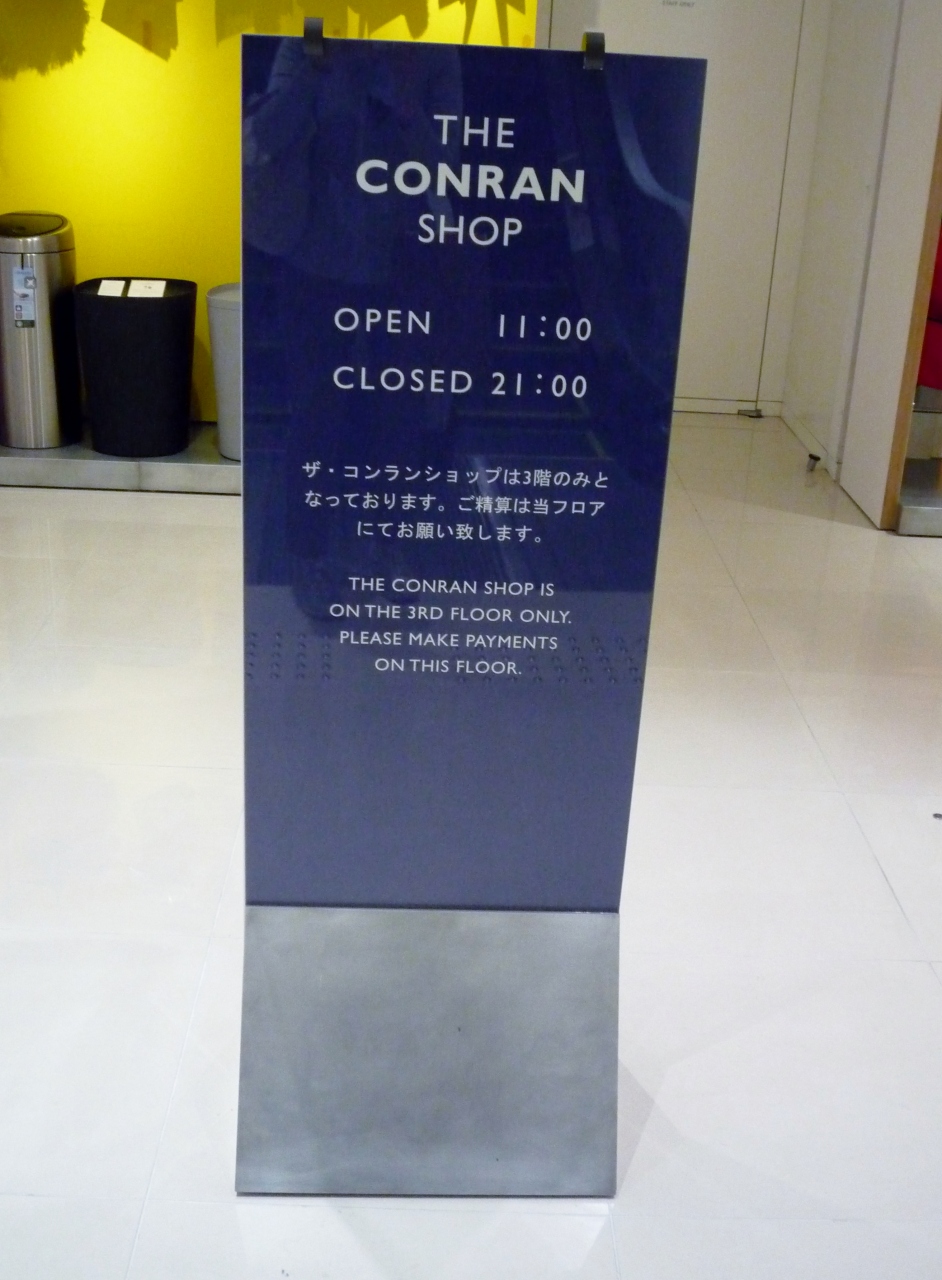 THE
CONRAN
SHOP
OPEN 11:00
CLOSED 21:00
ザ・コンランショップは3階のみと
なっております。ご精算は当フロア
にてお願い致します。
THE CONRAN SHOP IS
ON THE 3RD FLOOR ONLY.
PLEASE MAKE PAYMENTS
ON THIS FLOOR.